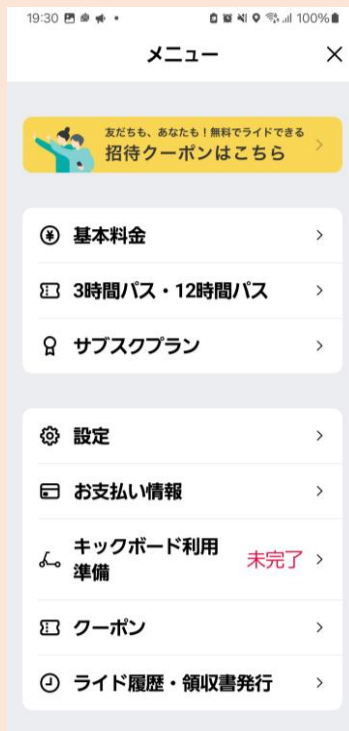 19:30 100%
メニュー
友だちも、あなたも！無料でライドできる
招待クーポンはこちら
基本料金
3時間パス・12時間パス
サブスクプラン
設定
お支払い情報
キックボード利用
準備
未完了
クーポン
ライド履歴・領収書発行